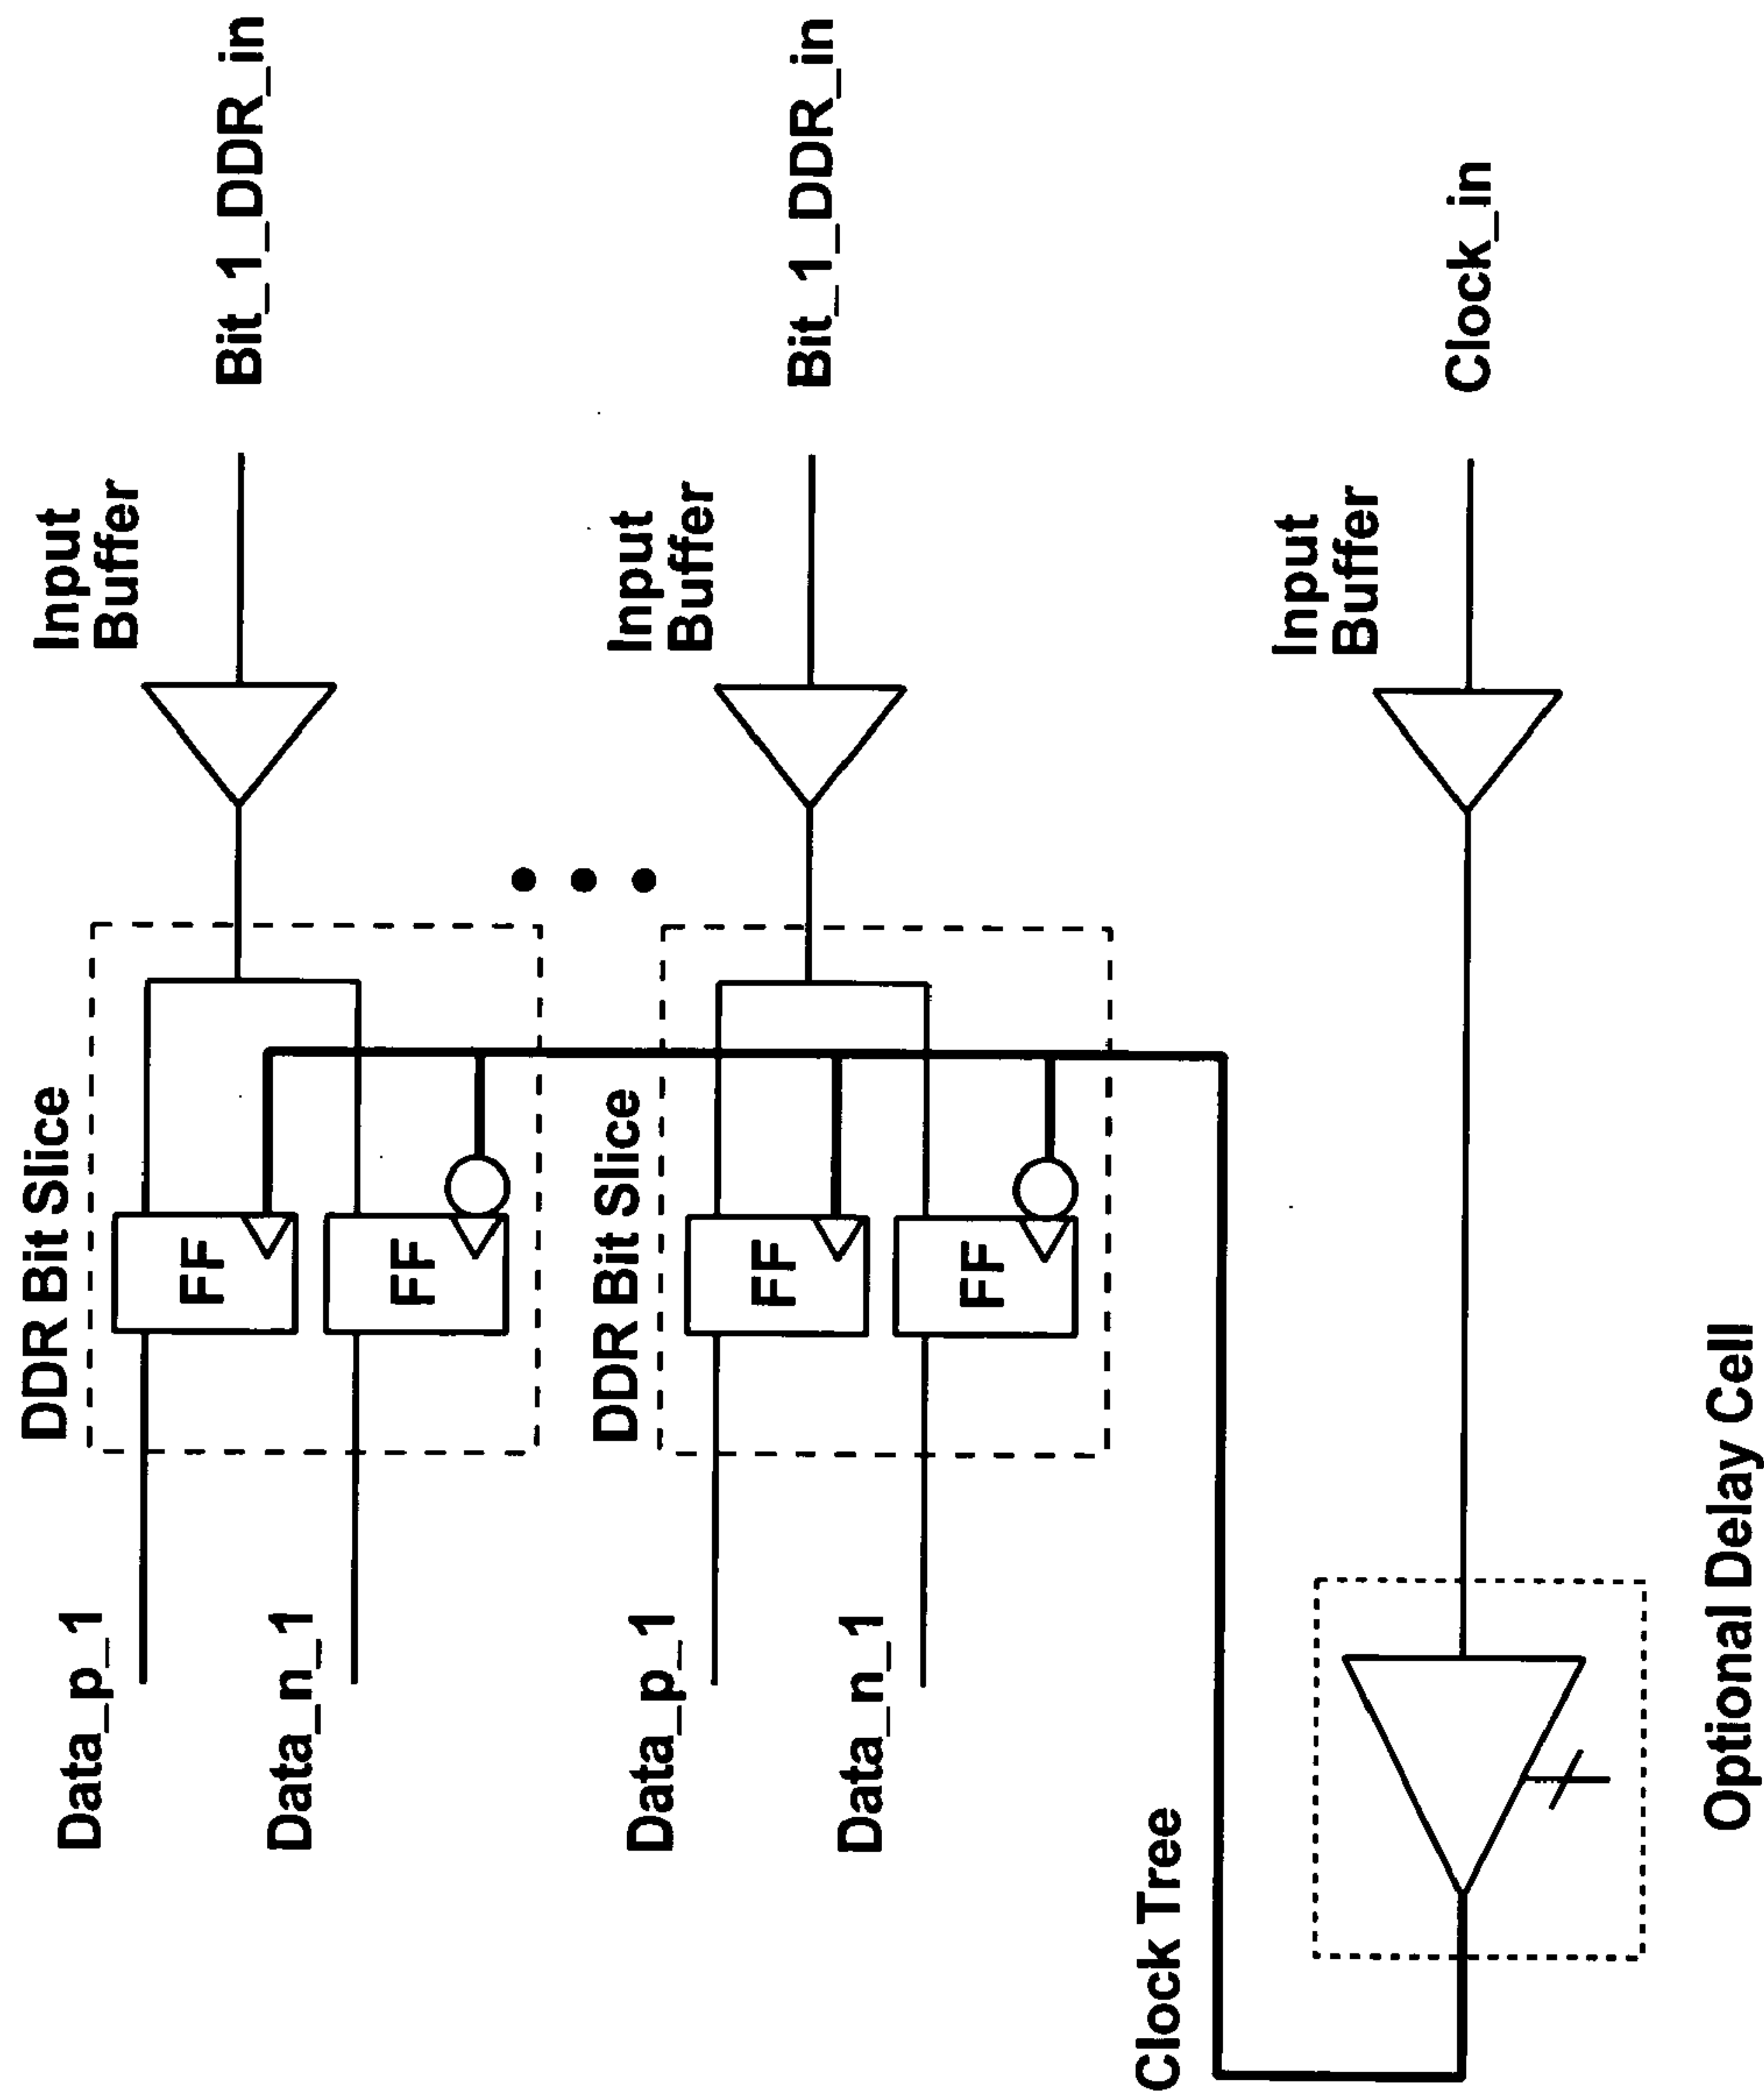 DDR Bit Slice
Input
Buffer
Data_p_1
FF
Bit_1_DDR_in
Data_n_1
FF
DDR Bit Slice
Input
Buffer
Data_p_1
FF
Bit_1_DDR_in
Data_n_1
FF
Clock Tree
Input
Buffer
Clock_in
Optional Delay Cell